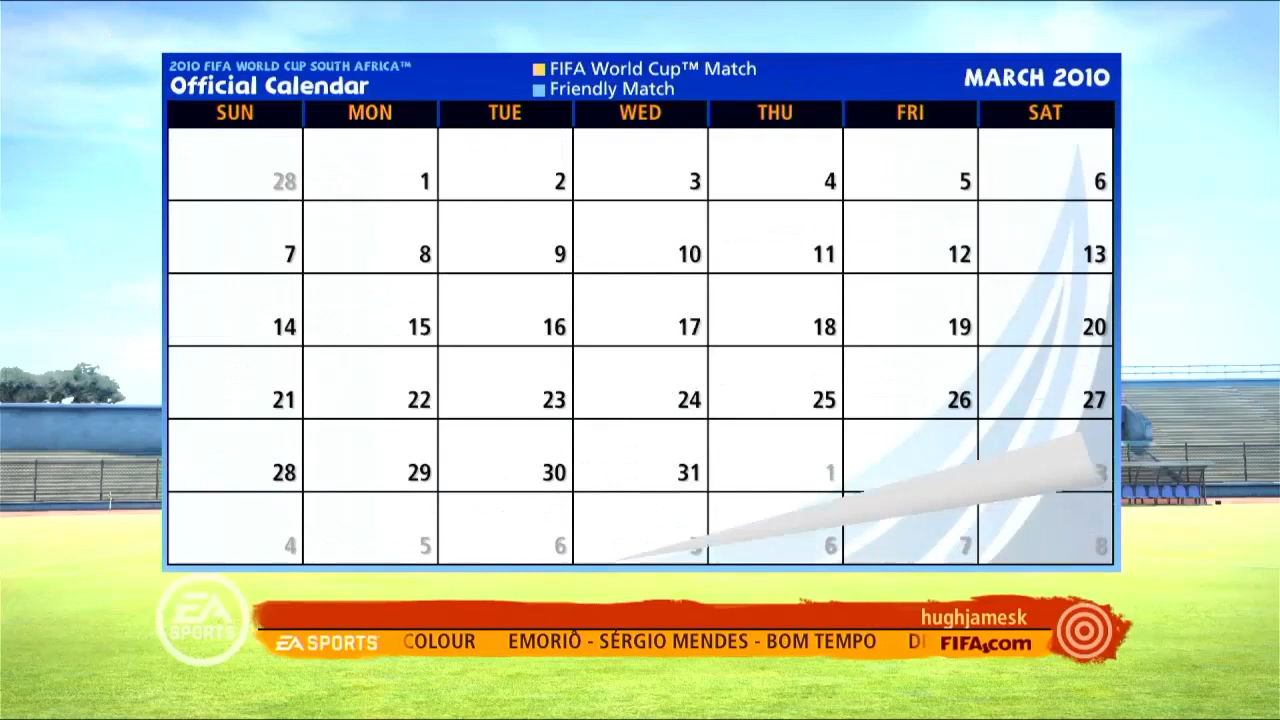 2010 FIFA WORLD CUP SOUTH AFRICA™
Official Calendar
FIFA World Cup™ Match
Friendly Match
MARCH 2010
SUN MON TUE WED THU FRI SAT
28 1 2 3 4 5 6
7 8 9 10 11 12 13
14 15 16 17 18 19 20
21 22 23 24 25 26 27
28 29 30 31 1 3
4 5 6 5 6 7 8
EA SPORTS
hughjamesk
EA SPORTS COLOUR EMORIÔ - SÉRGIO MENDES - BOM TEMPO DI FIFA.com